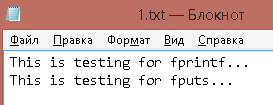 1.txt — Блокнот
Файл Правка Формат Вид Справка
This is testing for fprintf...
This is testing for fputs...